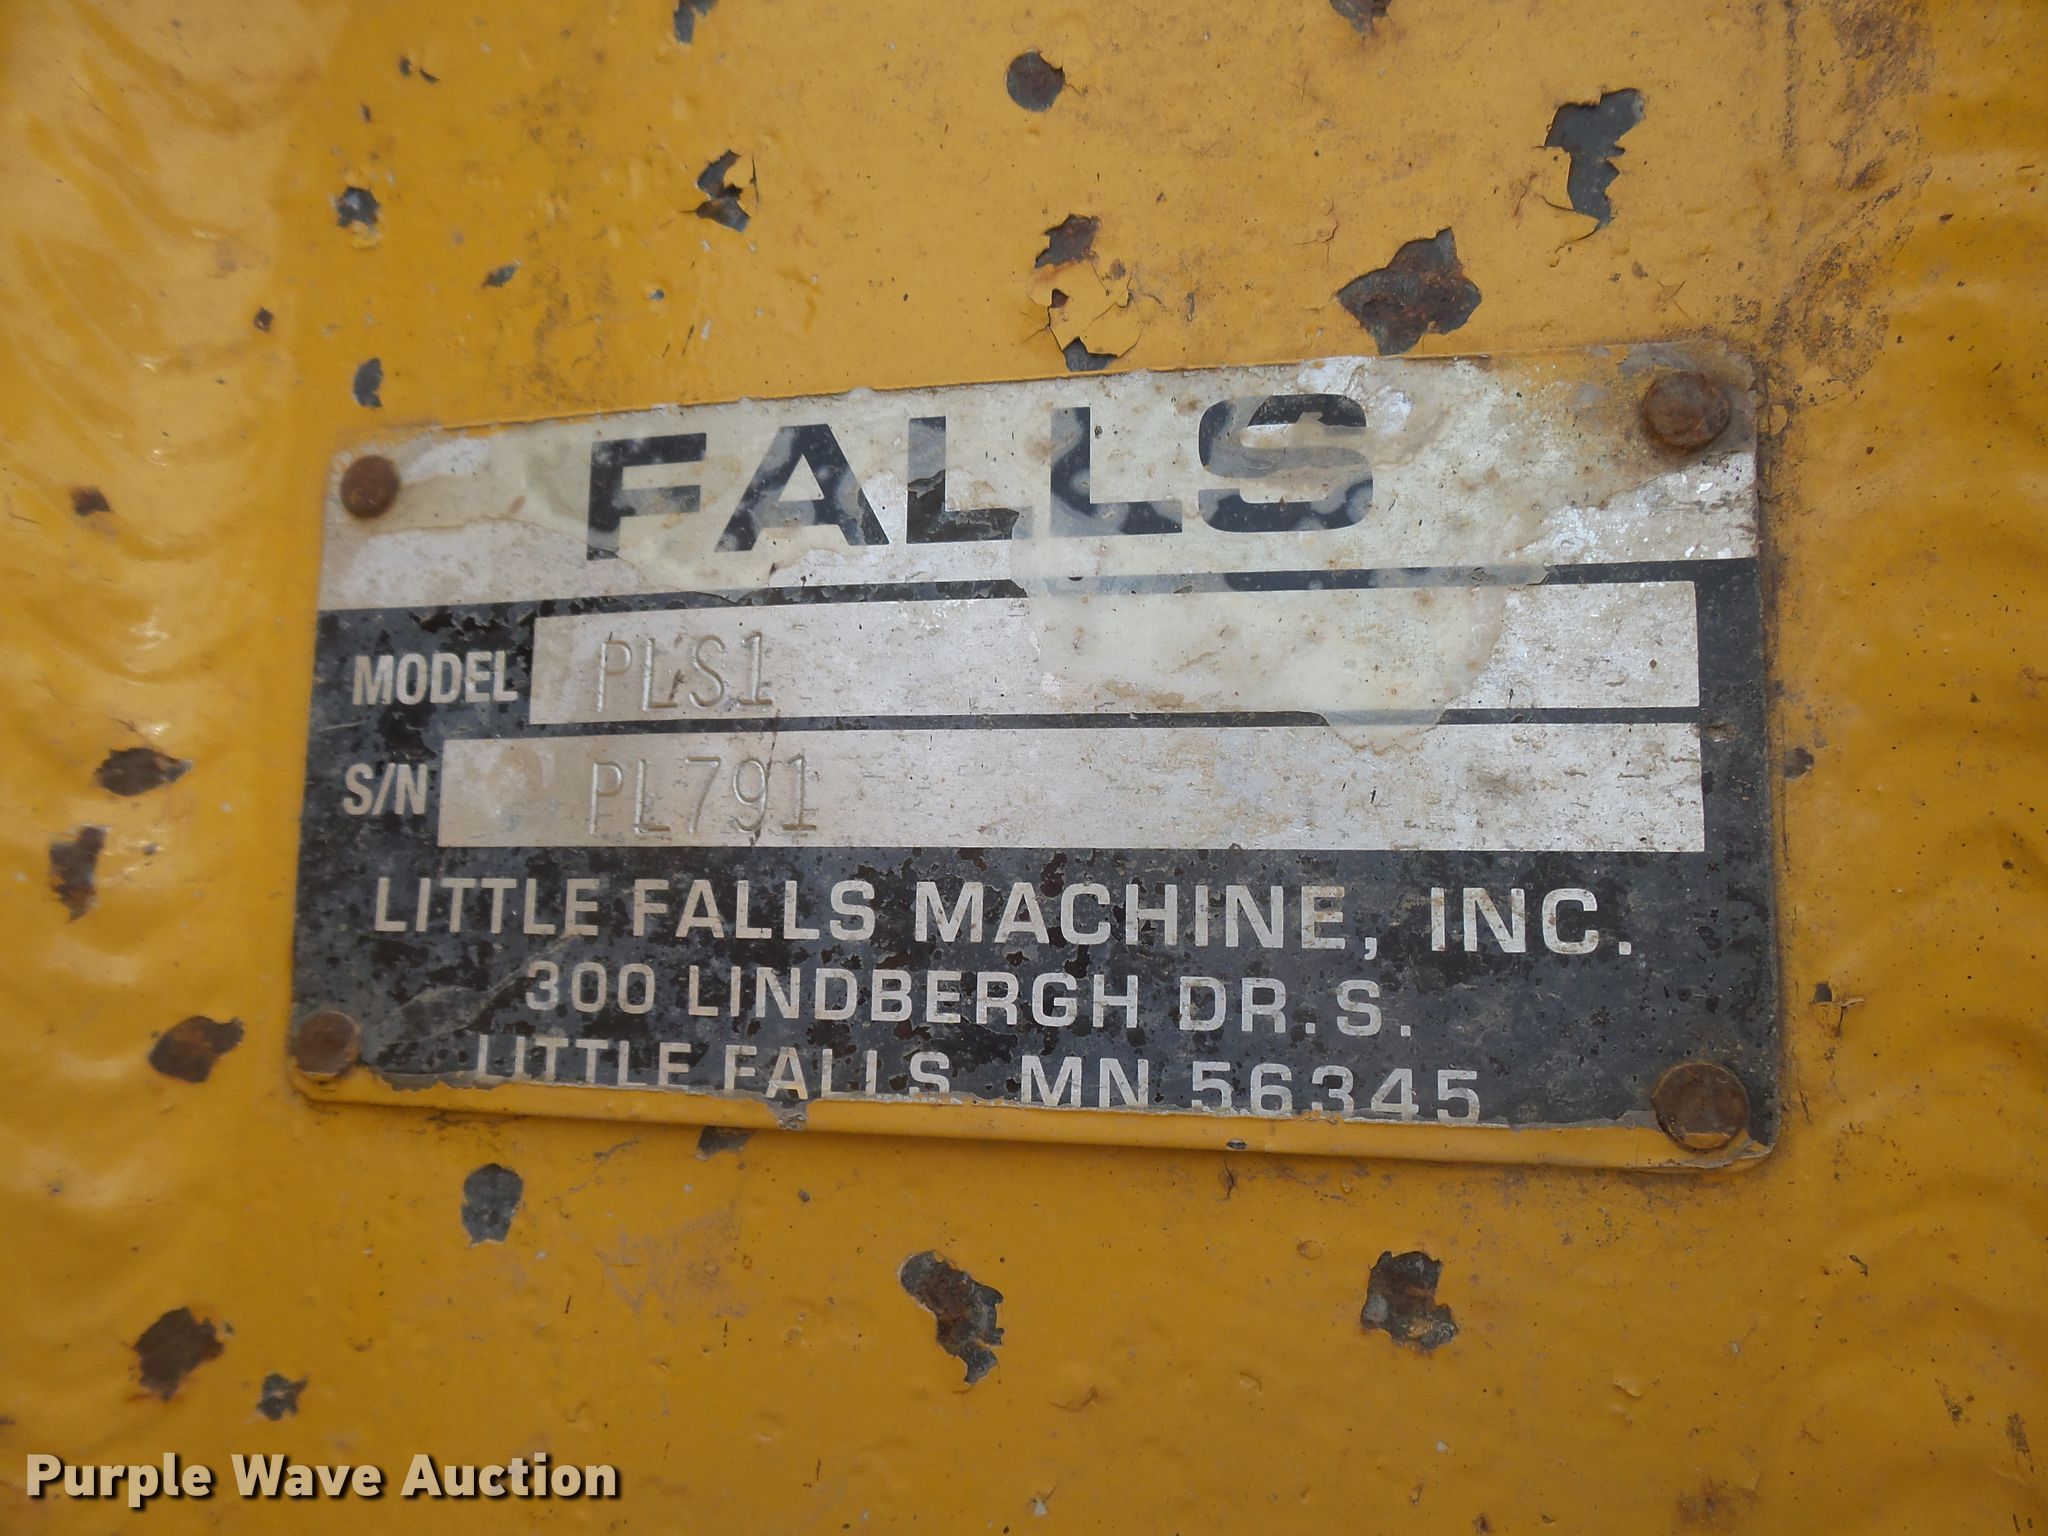 FALLS
MODEL PLS1
S/N PL791
LITTLE FALLS MACHINE, INC.
300 LINDBERGH DR. S.
LITTLE FALLS, MN 56345
Purple Wave Auction